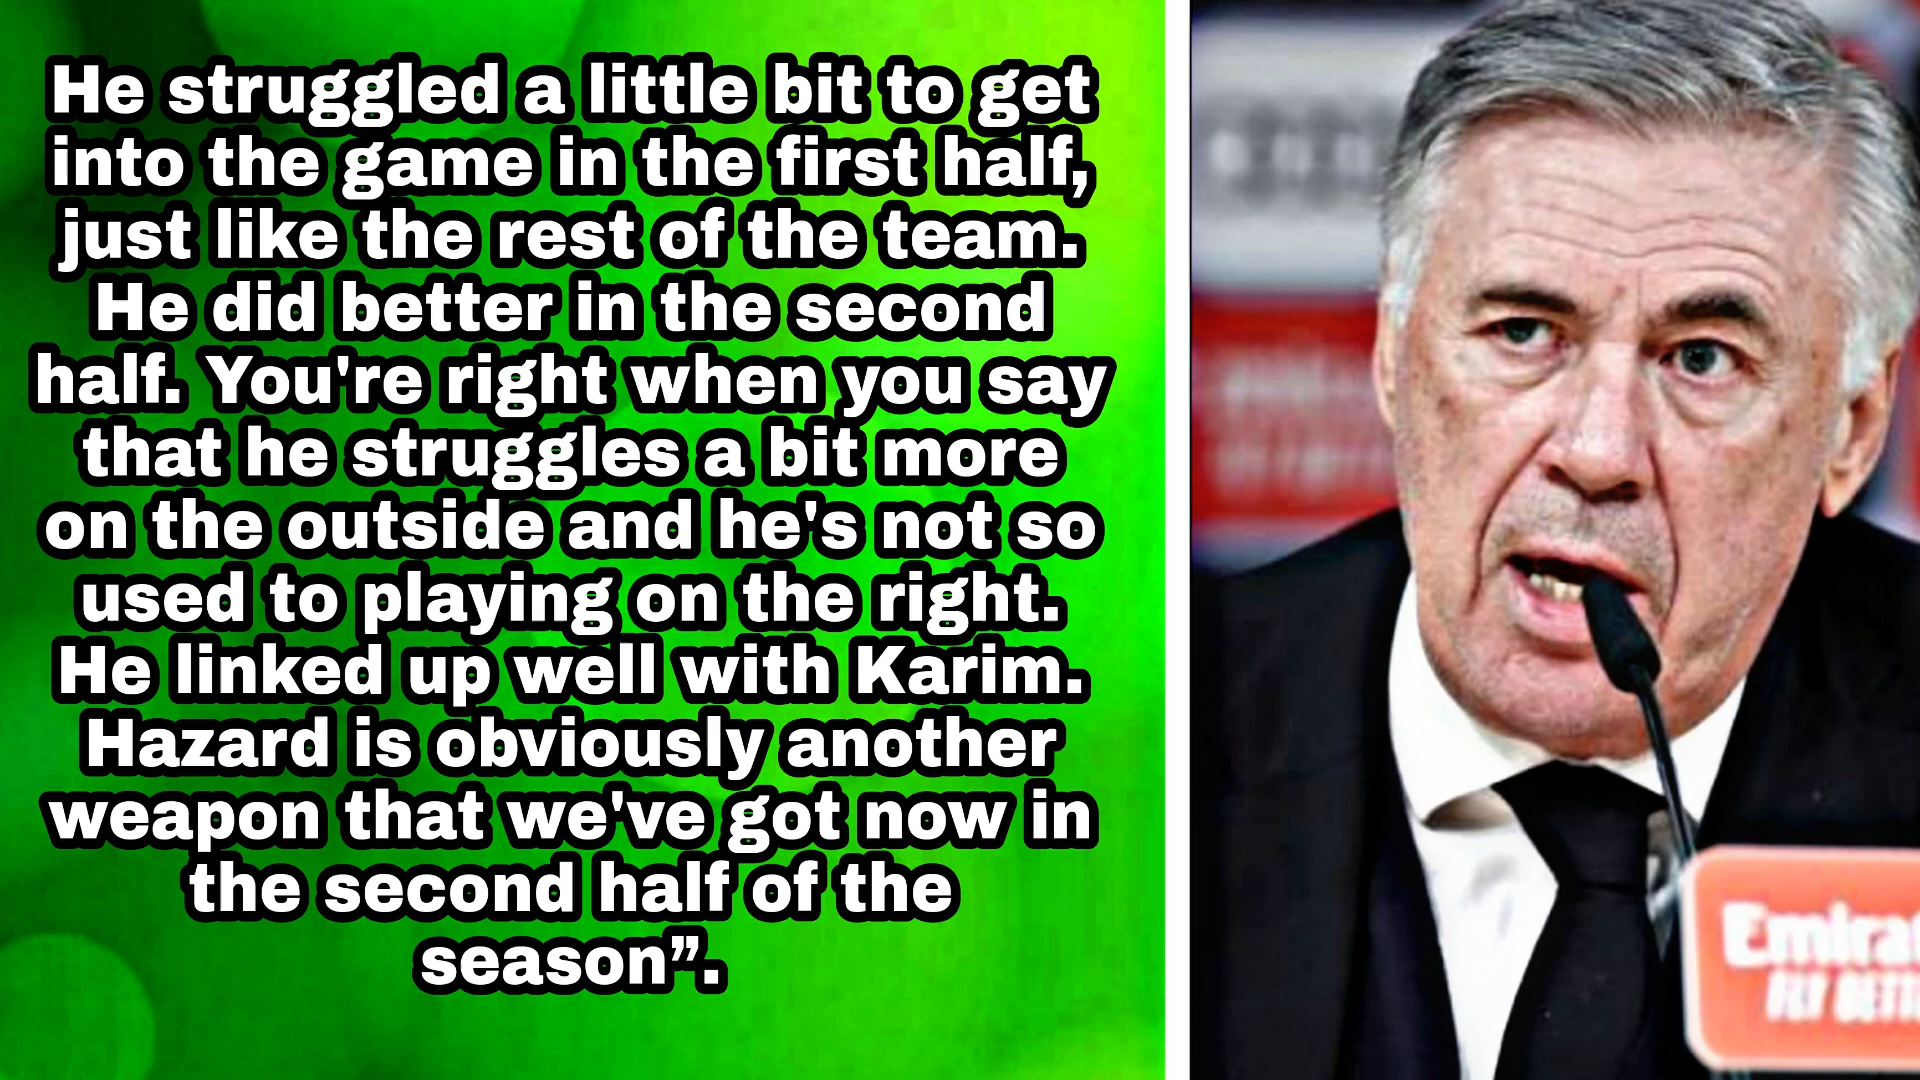 He struggled a little bit to get
into the game in the first half,
just like the rest of the team.
He did better in the second
half. You're right when you say
that he struggles a bit more
on the outside and he's not so
used to playing on the right.
He linked up well with Karim.
Hazard is obviously another
weapon that we've got now in
the second half of the
season”.